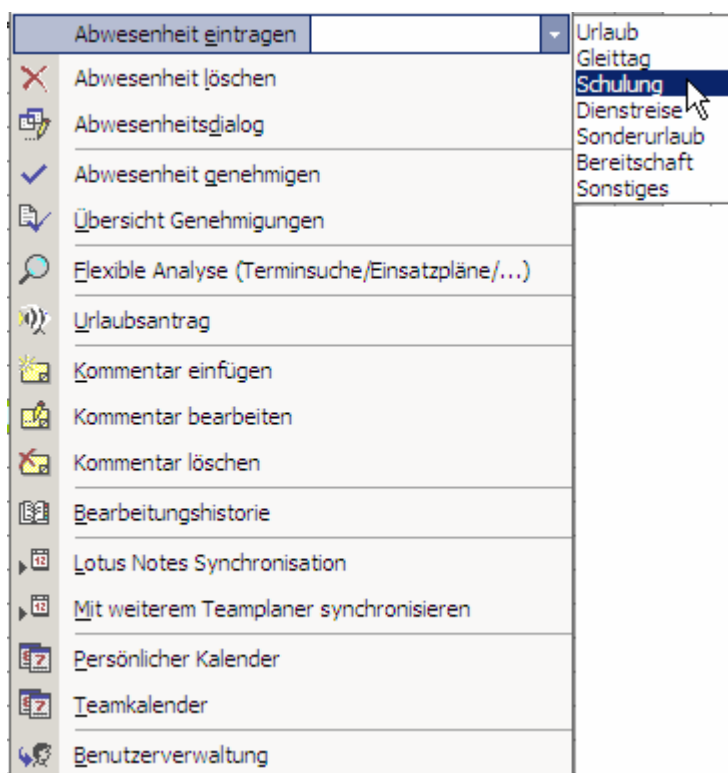 Abwesenheit eintragen
Urlaub
Gleittag
Schulung
Dienstreise
Sonderurlaub
Bereitschaft
Sonstiges
Abwesenheit löschen
Abwesenheitsdialog
Abwesenheit genehmigen
Übersicht Genehmigungen
Flexible Analyse (Terminsuche/Einsatzpläne/...)
Urlaubsantrag
Kommentar einfügen
Kommentar bearbeiten
Kommentar löschen
Bearbeitungshistorie
Lotus Notes Synchronisation
Mit weiterem Teamplaner synchronisieren
Persönlicher Kalender
Teamkalender
Benutzerverwaltung